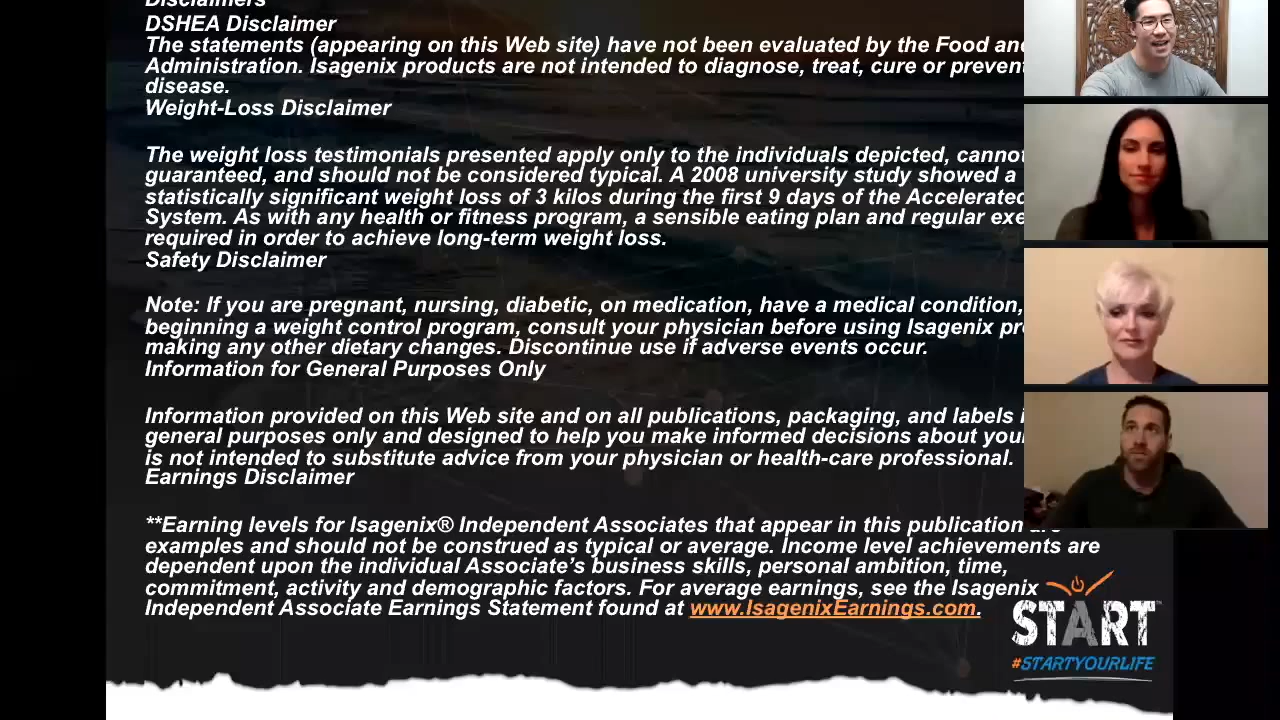 Disclaimers
DSHEA Disclaimer
The statements (appearing on this Web site) have not been evaluated by the Food and
Administration. Isagenix products are not intended to diagnose, treat, cure or prevent
disease.
Weight-Loss Disclaimer
The weight loss testimonials presented apply only to the individuals depicted, cannot
guaranteed, and should not be considered typical. A 2008 university study showed a
statistically significant weight loss of 3 kilos during the first 9 days of the Accelerated
System. As with any health or fitness program, a sensible eating plan and regular exe
required in order to achieve long-term weight loss.
Safety Disclaimer
Note: If you are pregnant, nursing, diabetic, on medication, have a medical condition,
beginning a weight control program, consult your physician before using Isagenix pr
making any other dietary changes. Discontinue use if adverse events occur.
Information for General Purposes Only
Information provided on this Web site and on all publications, packaging, and labels i
general purposes only and designed to help you make informed decisions about your
is not intended to substitute advice from your physician or health-care professional.
Earnings Disclaimer
**Earning levels for Isagenix® Independent Associates that appear in this publication are
examples and should not be construed as typical or average. Income level achievements are
dependent upon the individual Associate’s business skills, personal ambition, time,
commitment, activity and demographic factors. For average earnings, see the Isagenix
Independent Associate Earnings Statement found at www.IsagenixEarnings.com.
START
#STARTYOURLIFE